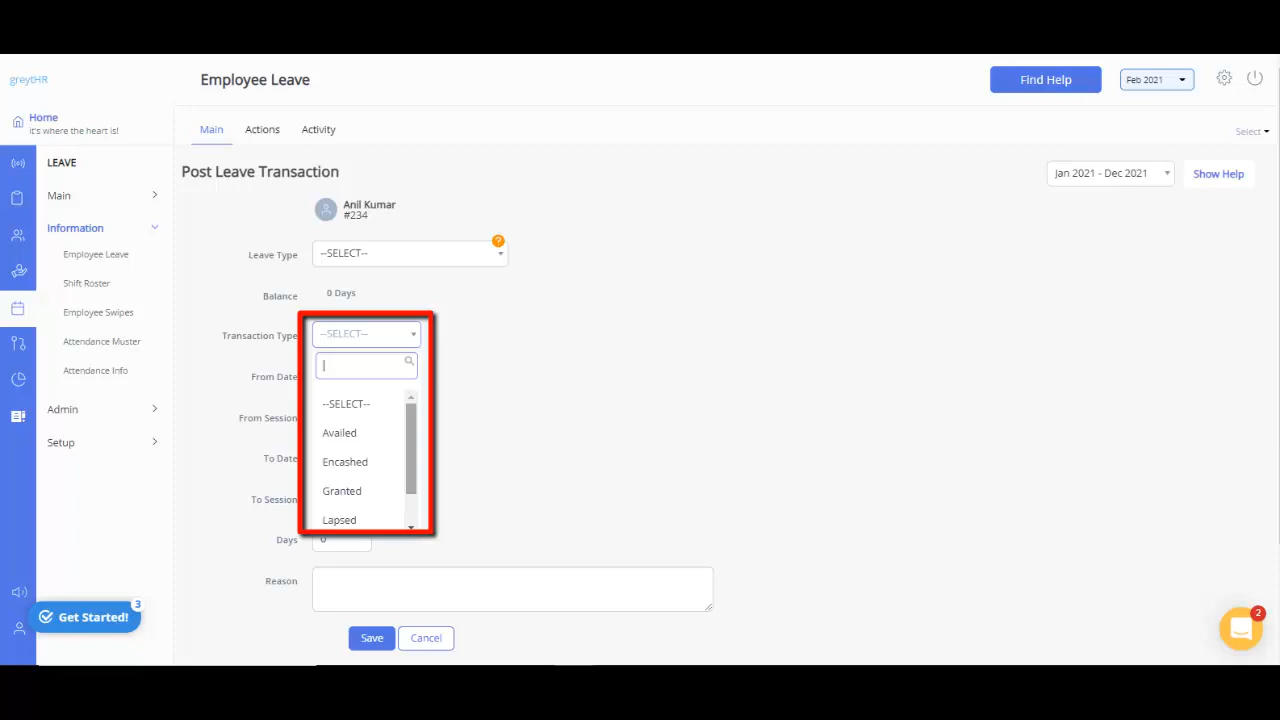 greytHR
Employee Leave
Find Help
Feb 2021
Home
it's where the heart is!
Main
Actions
Activity
Select
LEAVE
Main
Information
Employee Leave
Shift Roster
Employee Swipes
Attendance Muster
Attendance Info
Admin
Setup
Post Leave Transaction
Jan 2021 - Dec 2021
Show Help
Anil Kumar
#234
Leave Type
--SELECT--
?
Balance
0 Days
Transaction Type
--SELECT--
From Date
--SELECT--
From Session
Availed
To Date
Encashed
To Session
Granted
Lapsed
Days
0
Reason
Save
Cancel
Get Started!
3
2